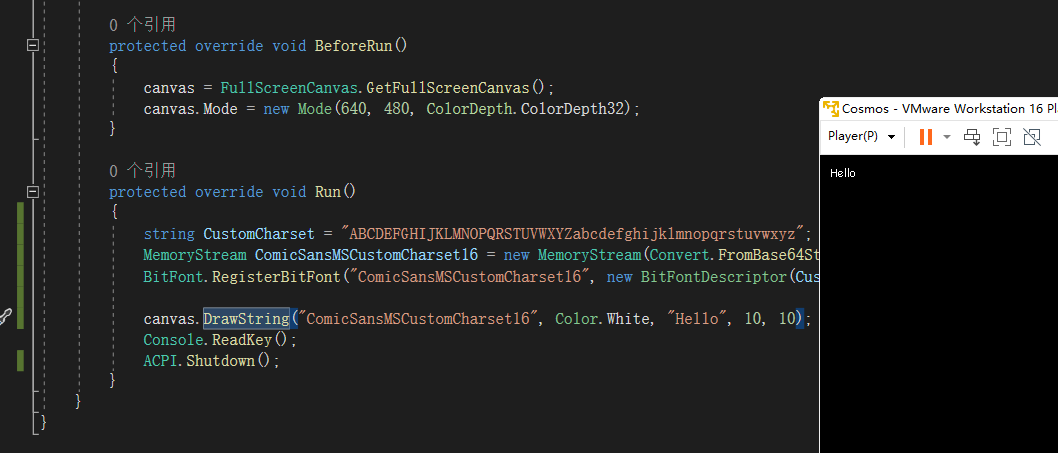 0 个引用
protected override void BeforeRun()
{
canvas = FullScreenCanvas.GetFullScreenCanvas();
canvas.Mode = new Mode(640, 480, ColorDepth.ColorDepth32);
}
0 个引用
protected override void Run()
{
string CustomCharset = "ABCDEFGHIJKLMNOPQRSTUVWXYZabcdefghijklmnopqrstuvwxyz";
MemoryStream ComicSansMSCustomCharset16 = new MemoryStream(Convert.FromBase64St
BitFont.RegisterBitFont("ComicSansMSCustomCharset16", new BitFontDescriptor(Cus
canvas.DrawString("ComicSansMSCustomCharset16", Color.White, "Hello", 10, 10);
Console.ReadKey();
ACPI.Shutdown();
}
}
}
Cosmos - VMware Workstation 16 Pl
Player(P)
Hello